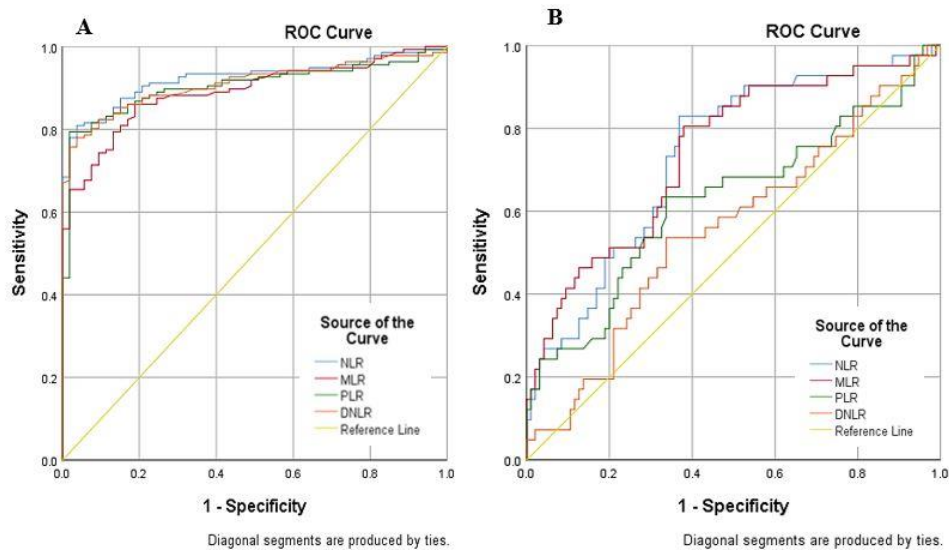 A
ROC Curve
Sensitivity
1.0
0.8
0.6
0.4
0.2
0.0
0.0 0.2 0.4 0.6 0.8 1.0
Source of the
Curve
NLR
MLR
PLR
DNLR
Reference Line
1 - Specificity
Diagonal segments are produced by ties.
B
ROC Curve
Sensitivity
1.0
0.8
0.6
0.4
0.2
0.0
0.0 0.2 0.4 0.6 0.8 1.0
Source of the
Curve
NLR
MLR
PLR
DNLR
Reference Line
1 - Specificity
Diagonal segments are produced by ties.